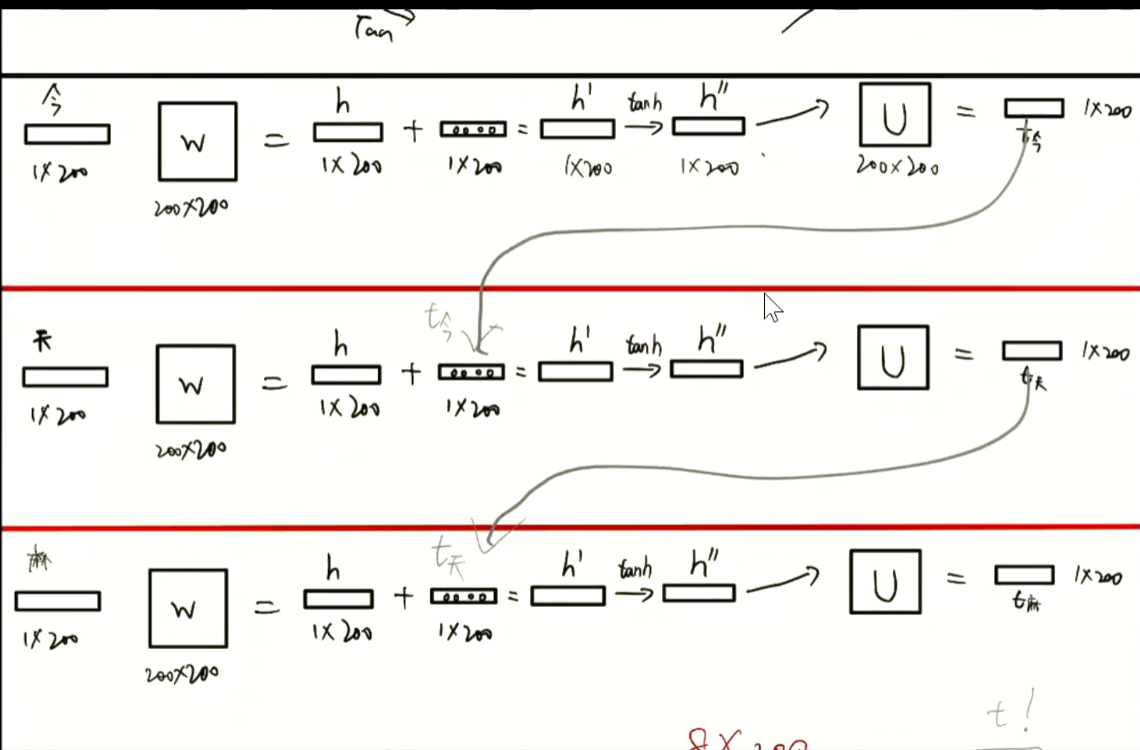 Tan
今 h h' tanh h''
W = + = U = 1×200
t今
1×200 1×200 1×200 1×200 1×200 200×200
200×200
t今
天 h h' tanh h''
W = + = U = 1×200
t天
1×200 1×200 1×200
200×200
t天
麻 h h' tanh h''
W = + = U = 1×200
t麻
1×200 1×200 1×200
200×200
t!
8×200